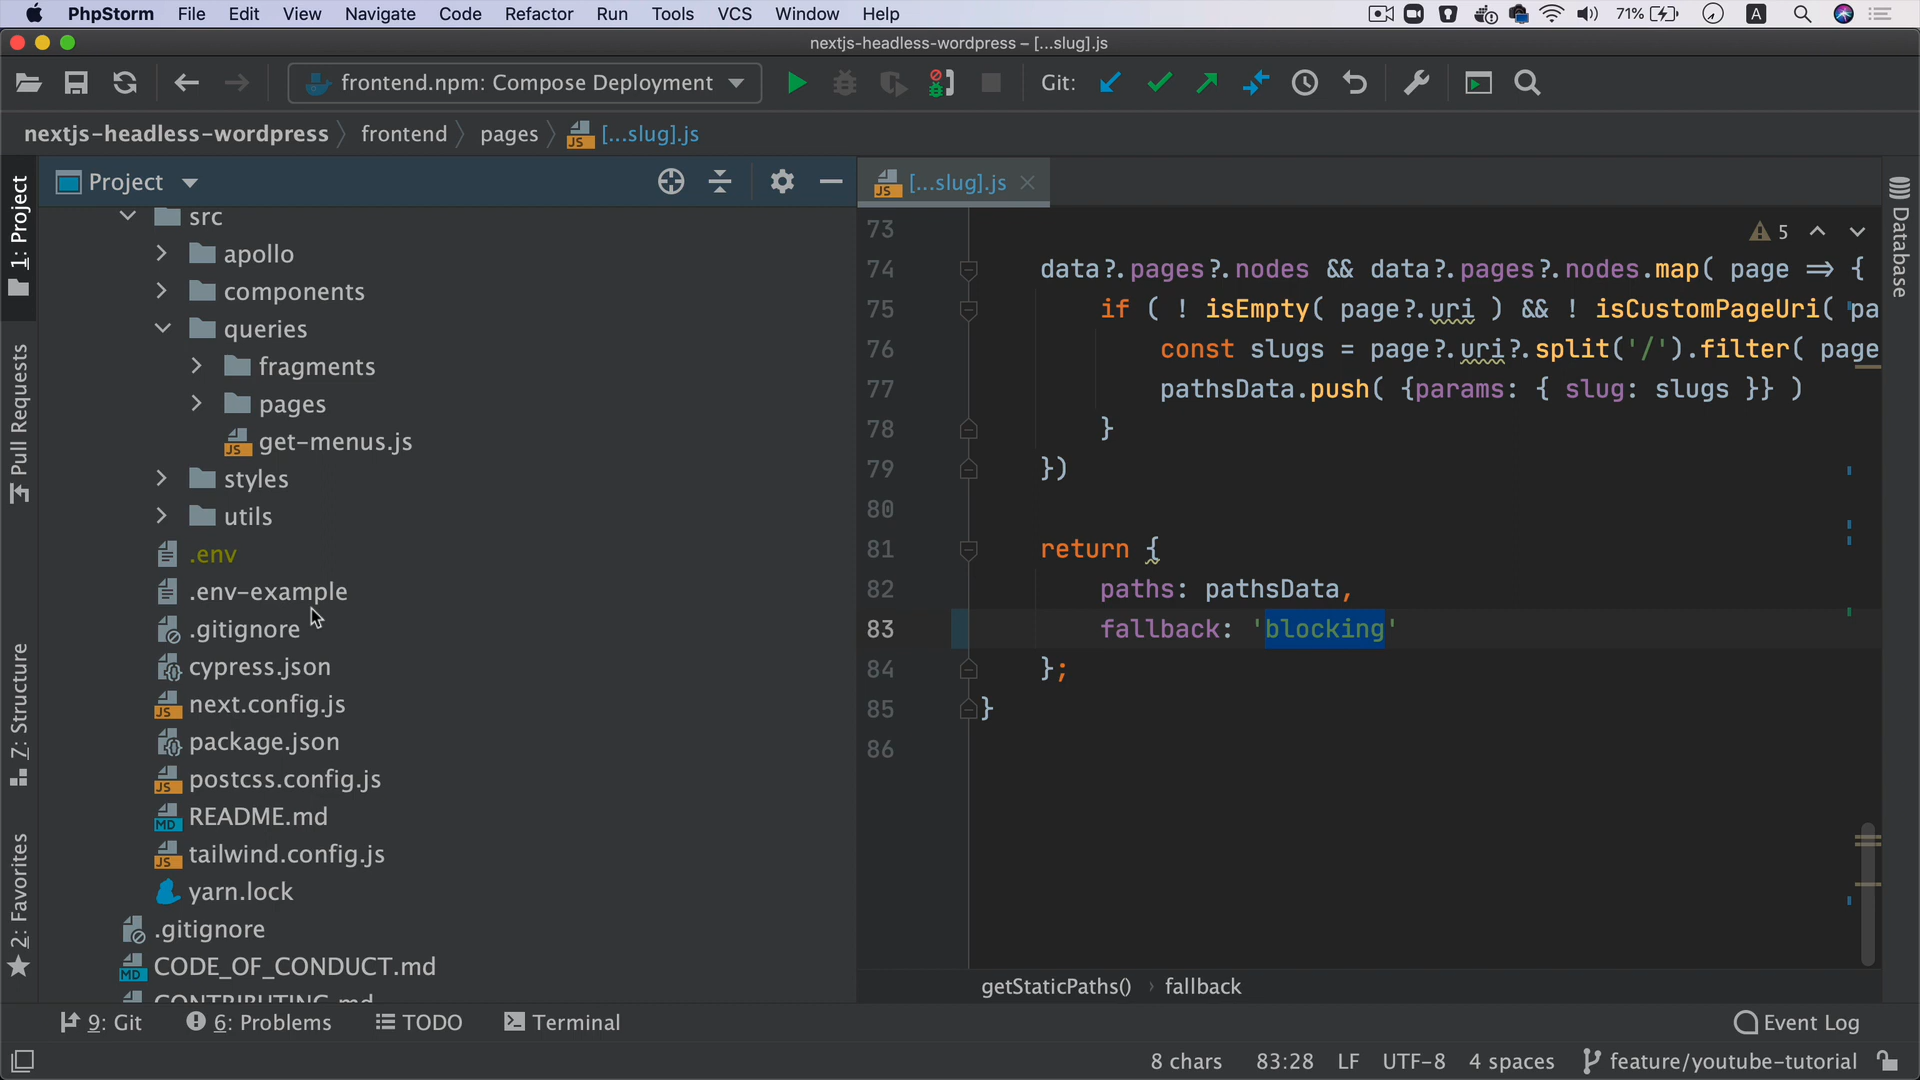 PhpStorm File Edit View Navigate Code Refactor Run Tools VCS Window Help 71% A
nextjs-headless-wordpress – [...slug].js
frontend.npm: Compose Deployment Git:
nextjs-headless-wordpress frontend pages [...slug].js
1: Project
Pull Requests
7: Structure
2: Favorites
Project
src
apollo
components
queries
fragments
pages
get-menus.js
styles
utils
.env
.env-example
.gitignore
cypress.json
next.config.js
package.json
postcss.config.js
README.md
tailwind.config.js
yarn.lock
.gitignore
CODE_OF_CONDUCT.md
CONTRIBUTING.md
[...slug].js
5
73
74 data?.pages?.nodes && data?.pages?.nodes.map( page => {
75 if ( ! isEmpty( page?.uri ) && ! isCustomPageUri( pa
76 const slugs = page?.uri?.split('/').filter( page
77 pathsData.push( {params: { slug: slugs }} )
78 }
79 })
80
81 return {
82 paths: pathsData,
83 fallback: 'blocking'
84 };
85 }
86
getStaticPaths() fallback
Database
9: Git 6: Problems TODO Terminal Event Log
8 chars 83:28 LF UTF-8 4 spaces feature/youtube-tutorial